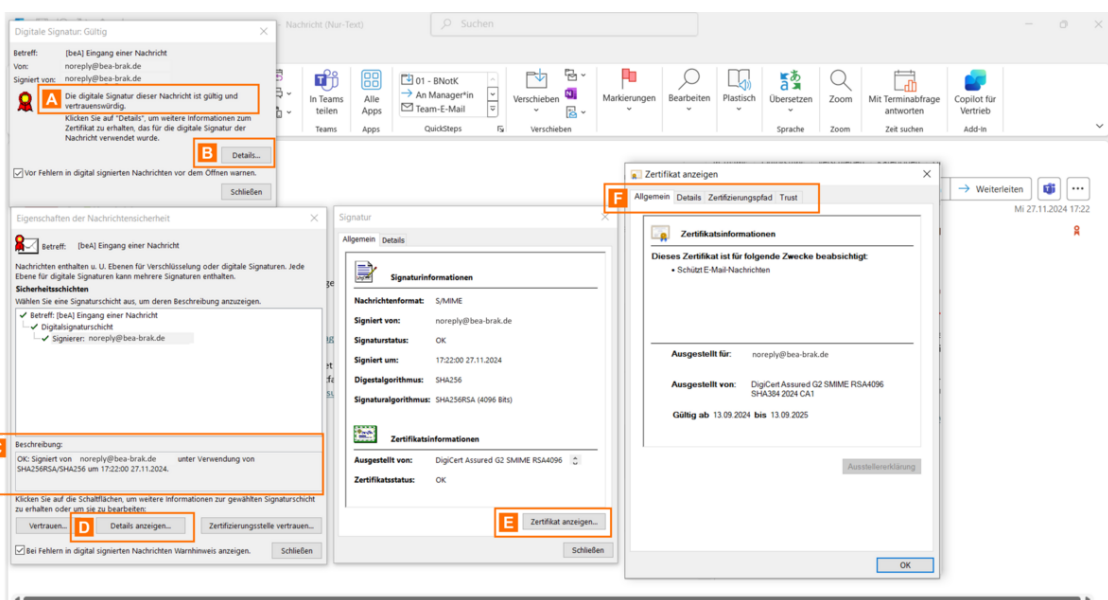 Digitale Signatur: Gültig
- Nachricht (Nur-Text)
Suchen
Betreff: [beA] Eingang einer Nachricht
Von: noreply@bea-brak.de
Signiert von: noreply@bea-brak.de
A
Die digitale Signatur dieser Nachricht ist gültig und
vertrauenswürdig.
Klicken Sie auf "Details", um weitere Informationen zum
Zertifikat zu erhalten, das für die digitale Signatur der
Nachricht verwendet wurde.
B
Details...
Vor Fehlern in digital signierten Nachrichten vor dem Öffnen warnen.
Schließen
In Teams
teilen
Teams
Alle
Apps
Apps
01 - BNotK
An Manager*in
Team-E-Mail
QuickSteps
Verschieben
Verschieben
Markierungen
Bearbeiten
Plastisch
Übersetzen
Sprache
Zoom
Zoom
Mit Terminabfrage
antworten
Zeit suchen
Copilot für
Vertrieb
Add-In
Weiterleiten
Mi 27.11.2024 17:22
Eigenschaften der Nachrichtensicherheit
Betreff: [beA] Eingang einer Nachricht
Nachrichten enthalten u. U. Ebenen für Verschlüsselung oder digitale Signaturen. Jede
Ebene für digitale Signaturen kann mehrere Signaturen enthalten.
Sicherheitsschichten
Wählen Sie eine Signaturschicht aus, um deren Beschreibung anzuzeigen.
Betreff: [beA] Eingang einer Nachricht
Digitalsignaturschicht
Signierer: noreply@bea-brak.de
Beschreibung:
OK: Signiert von noreply@bea-brak.de unter Verwendung von
SHA256RSA/SHA256 um 17:22:00 27.11.2024.
Klicken Sie auf die Schaltflächen, um weitere Informationen zur gewählten Signaturschicht
zu erhalten oder um sie zu bearbeiten:
Vertrauen...
D
Details anzeigen...
Zertifizierungsstelle vertrauen...
Bei Fehlern in digital signierten Nachrichten Warnhinweis anzeigen.
Schließen
Signatur
Allgemein Details
Signaturinformationen
Nachrichtenformat: S/MIME
Signiert von: noreply@bea-brak.de
Signaturstatus: OK
Signiert um: 17:22:00 27.11.2024
Digestalgorithmus: SHA256
Signaturalgorithmus: SHA256RSA (4096 Bits)
Zertifikatsinformationen
Ausgestellt von: DigiCert Assured G2 SMIME RSA4096
Zertifikatsstatus: OK
E
Zertifikat anzeigen...
Schließen
Zertifikat anzeigen
F
Allgemein Details Zertifizierungspfad Trust
Zertifikatsinformationen
Dieses Zertifikat ist für folgende Zwecke beabsichtigt:
• Schützt E-Mail-Nachrichten
Ausgestellt für: noreply@bea-brak.de
Ausgestellt von: DigiCert Assured G2 SMIME RSA4096
SHA384 2024 CA1
Gültig ab 13.09.2024 bis 13.09.2025
Ausstellererklärung
OK